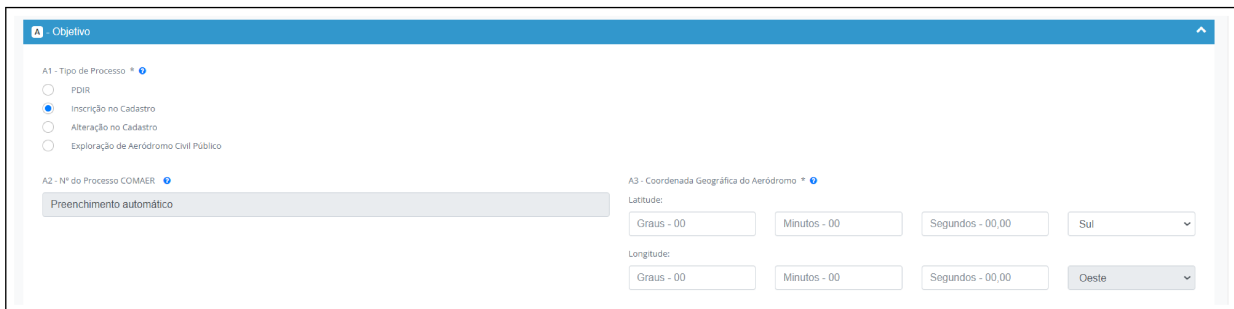 A - Objetivo
A1 - Tipo de Processo *
PDIR
Inscrição no Cadastro
Alteração no Cadastro
Exploração de Aeródromo Civil Público
A2 - Nº do Processo COMAER
Preenchimento automático
A3 - Coordenada Geográfica do Aeródromo *
Latitude:
Graus - 00 Minutos - 00 Segundos - 00,00 Sul
Longitude:
Graus - 00 Minutos - 00 Segundos - 00,00 Oeste